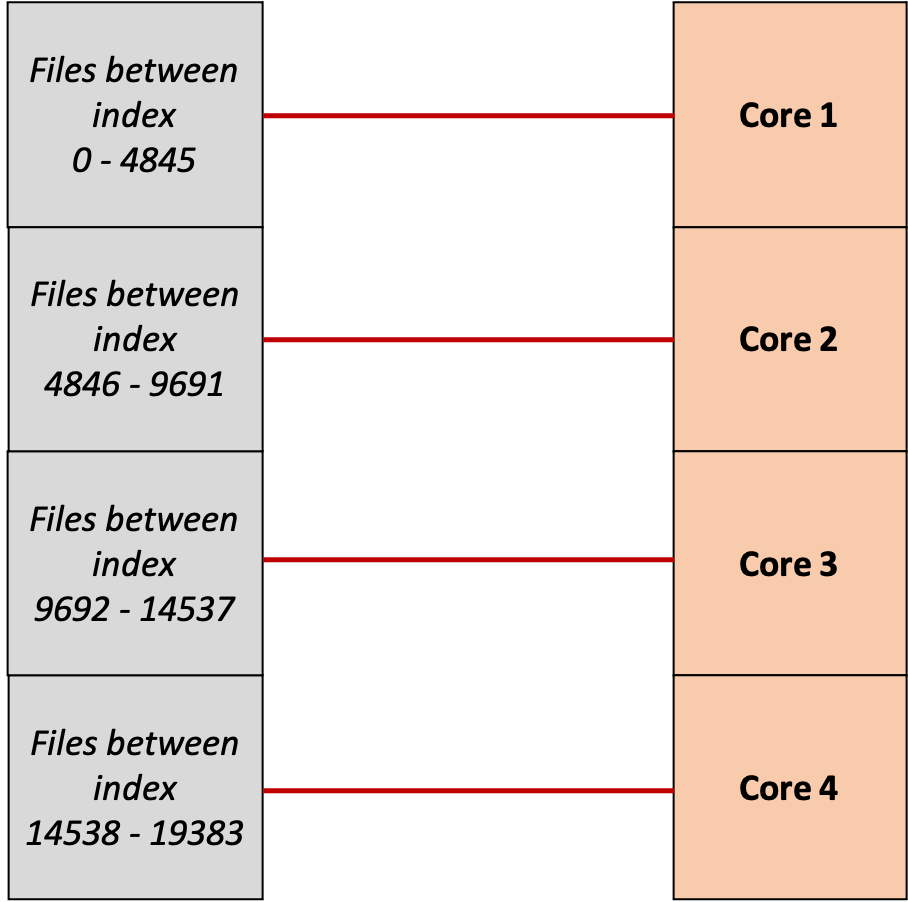 Files between
index
0 - 4845
Core 1
Files between
index
4846 - 9691
Core 2
Files between
index
9692 - 14537
Core 3
Files between
index
14538 - 19383
Core 4